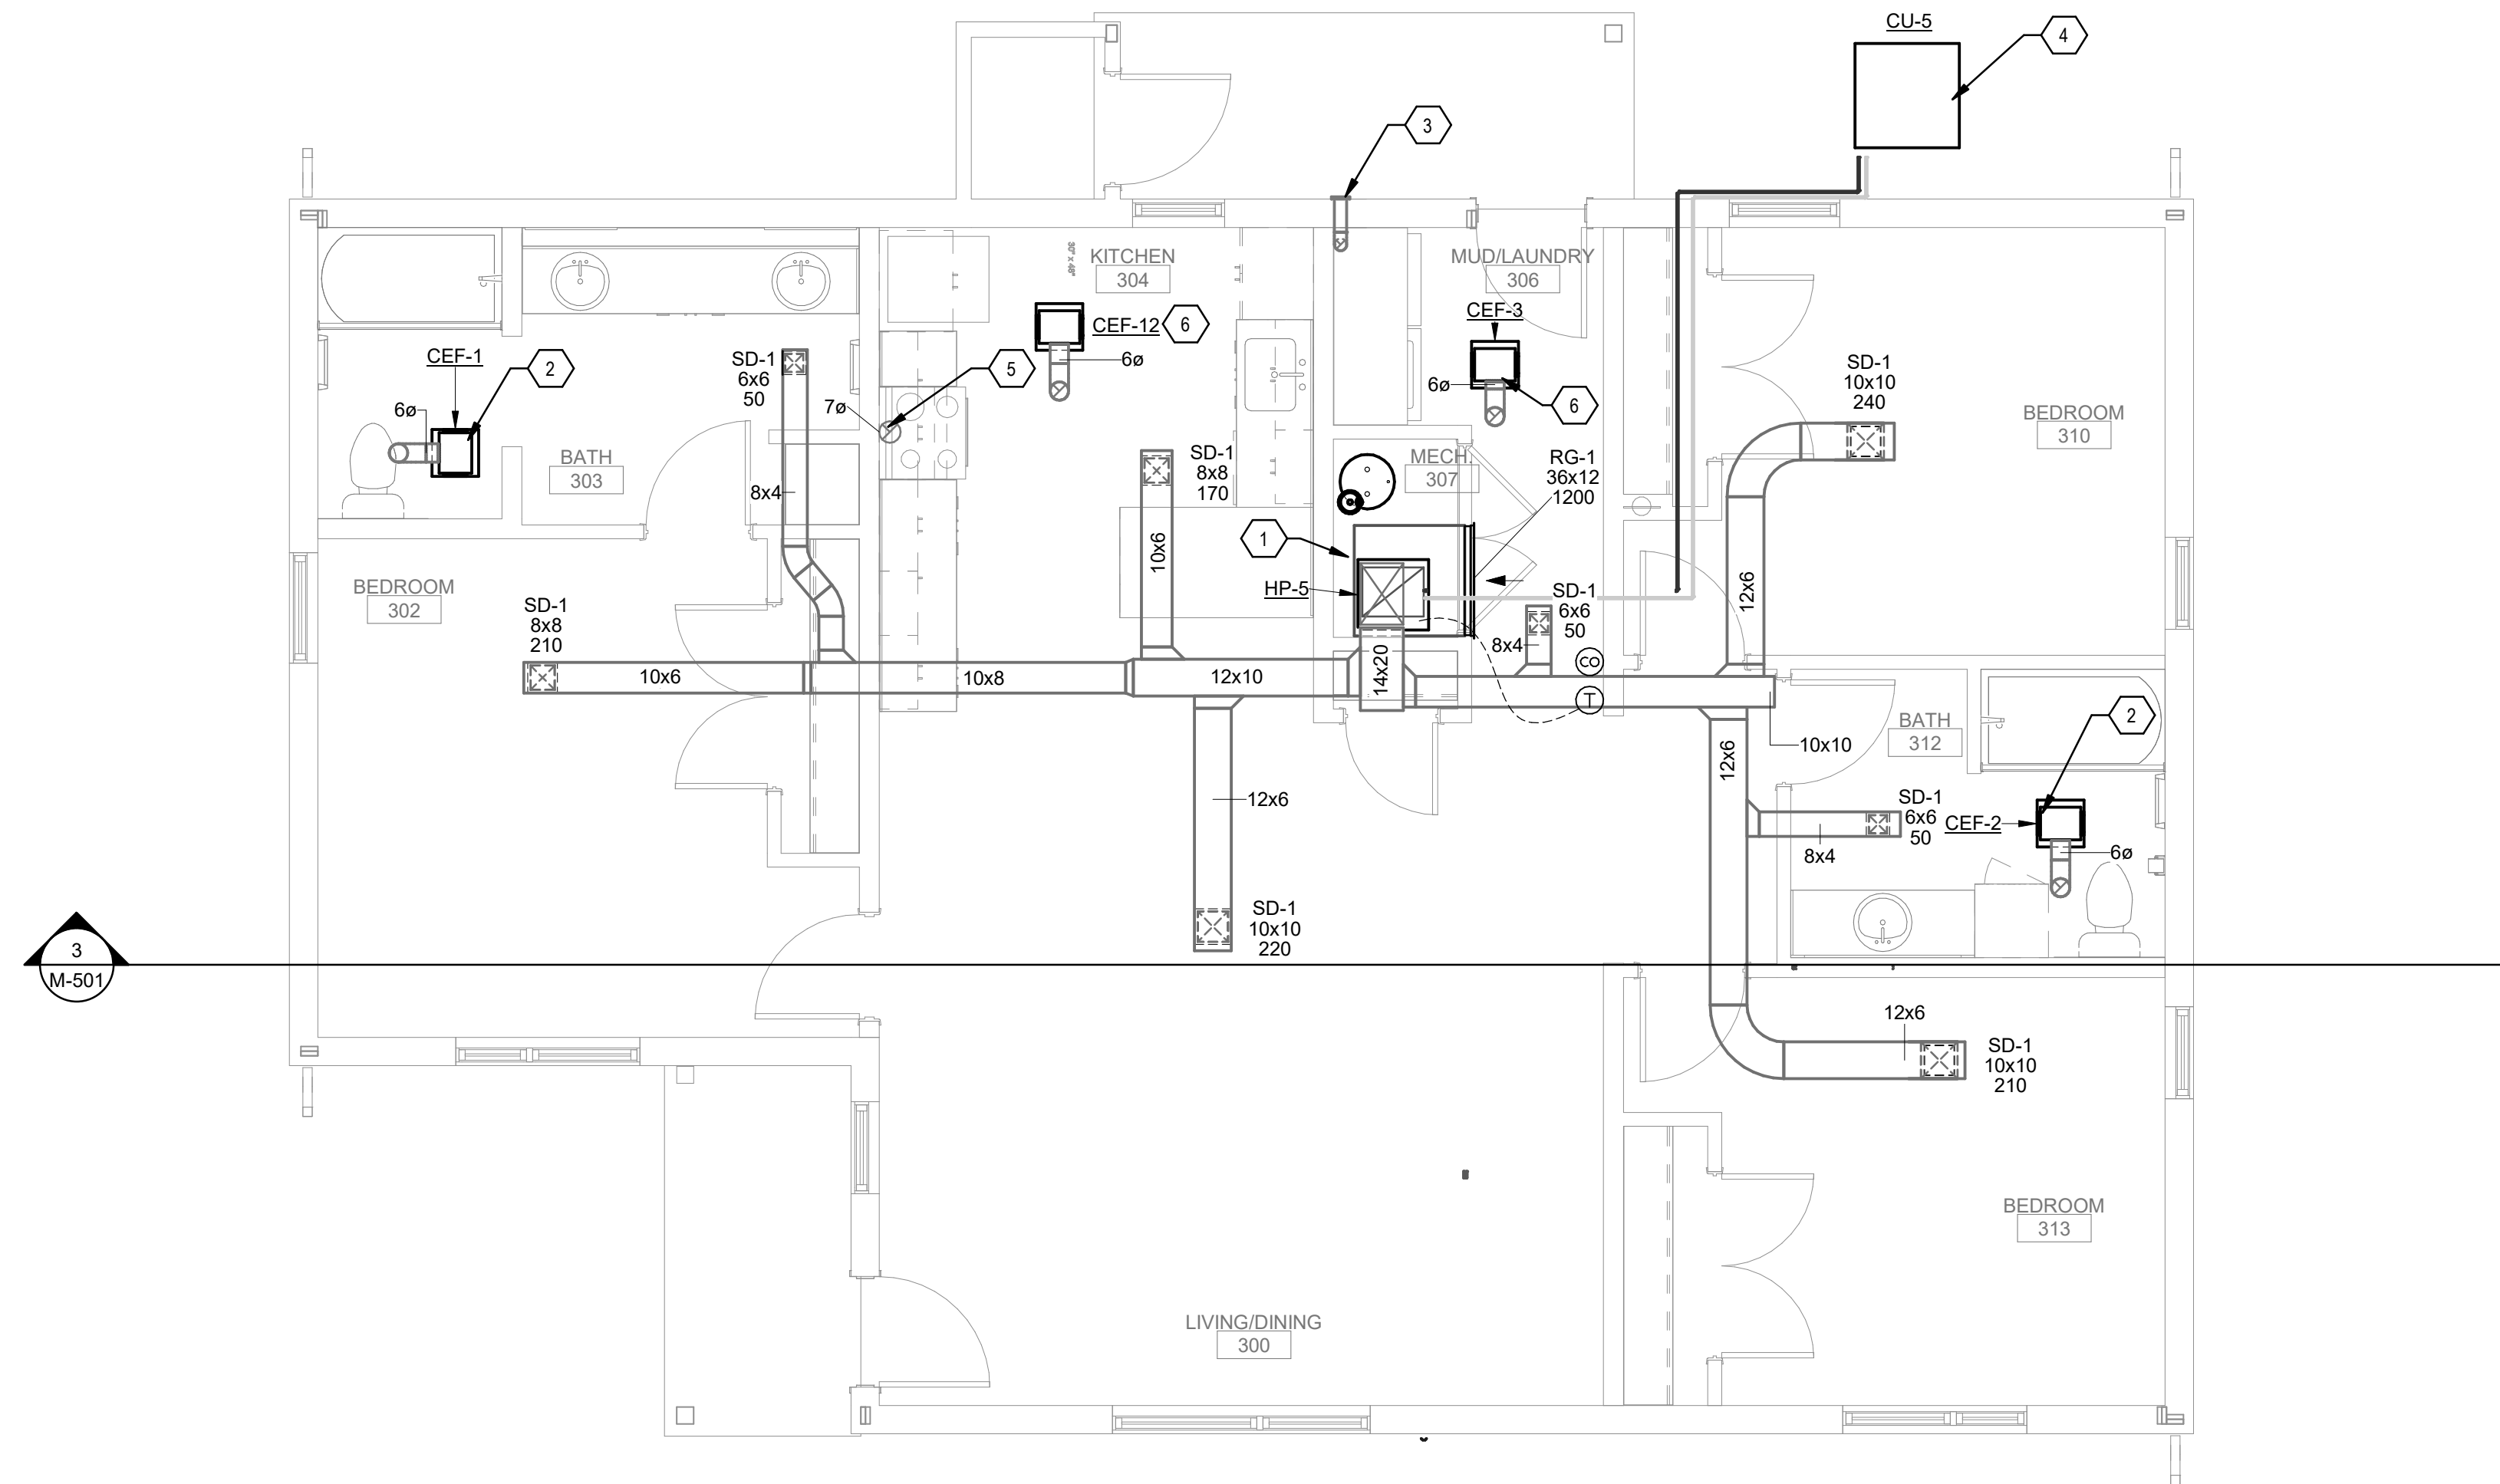 CU-5
4
3
KITCHEN
304
30" x 48"
MUD/LAUNDRY
306
CEF-3
CEF-12
6
6ø
CEF-1
2
SD-1
6x6
50
5
7ø
6ø
6
6ø
SD-1
10x10
240
BEDROOM
310
BATH
303
8x4
SD-1
8x8
170
MECH.
307
RG-1
36x12
1200
10x6
1
HP-5
BEDROOM
302
SD-1
8x8
210
SD-1
6x6
50
8x4
12x6
CO
T
10x6
10x8
12x10
14x20
10x10
BATH
312
2
12x6
12x6
SD-1
6x6
50
CEF-2
8x4
6ø
SD-1
10x10
220
3
M-501
12x6
SD-1
10x10
210
BEDROOM
313
LIVING/DINING
300